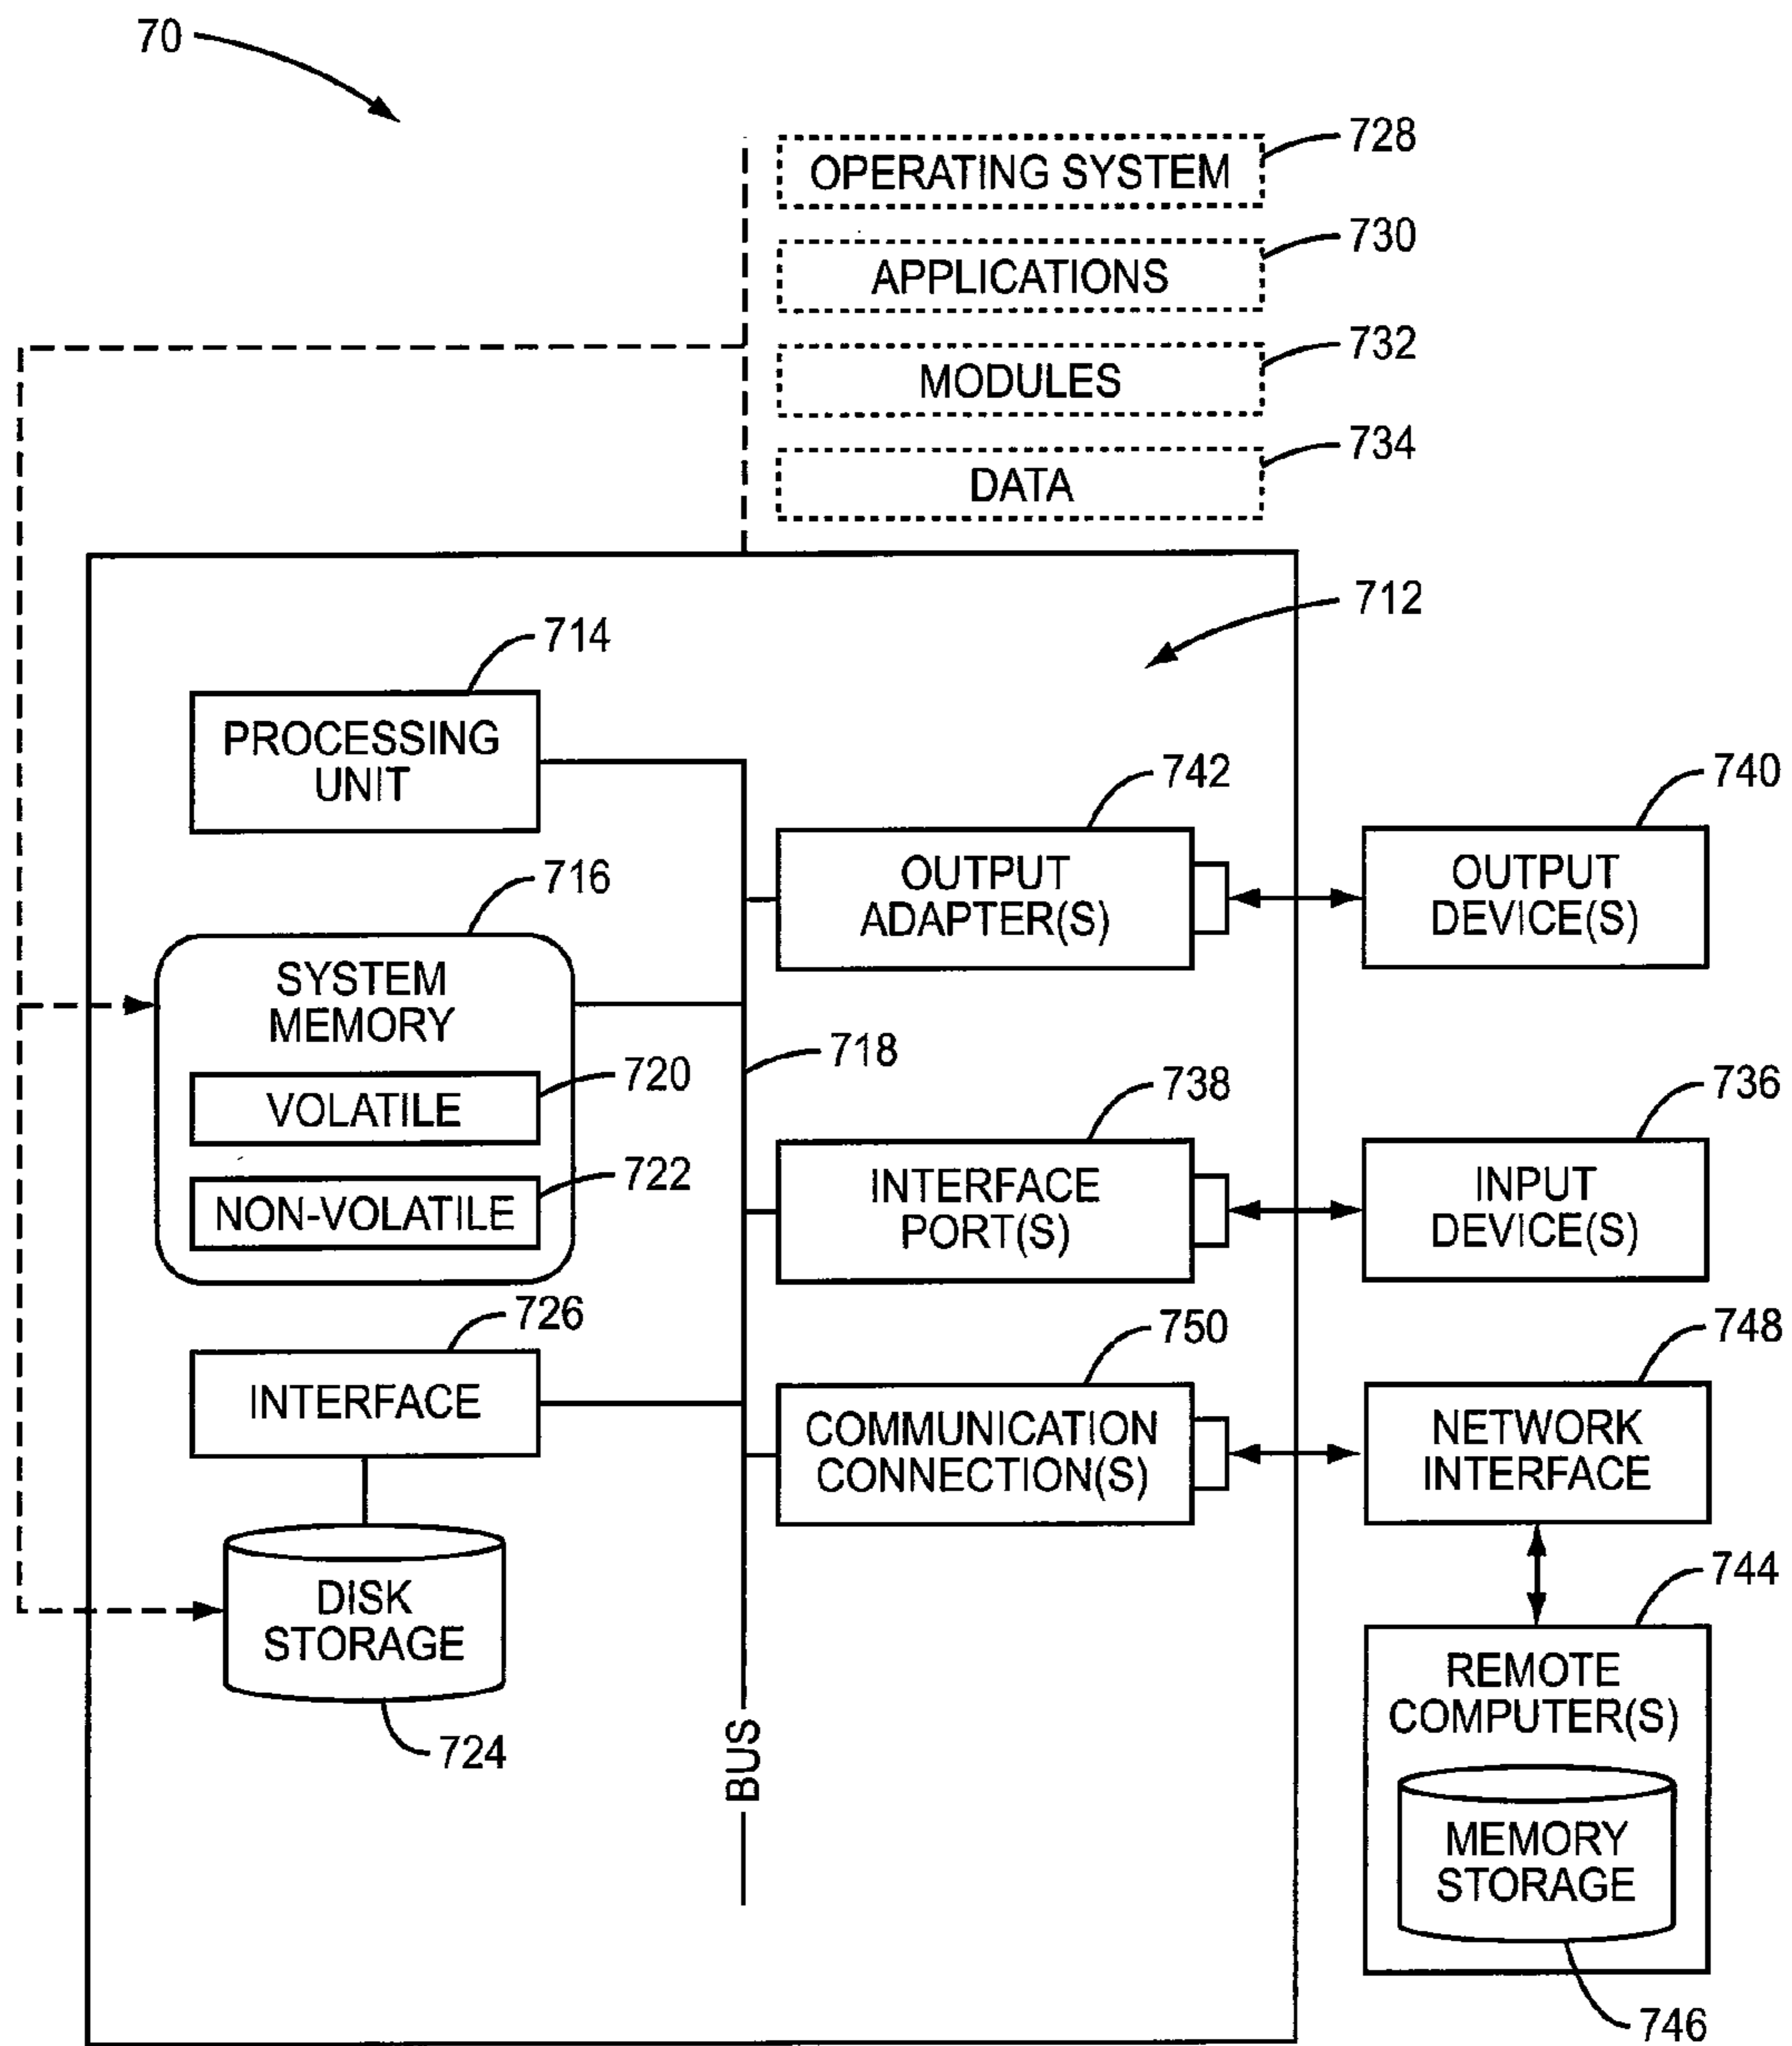 70
728
OPERATING SYSTEM
730
APPLICATIONS
732
MODULES
734
DATA
712
714
PROCESSING
UNIT
742
OUTPUT
ADAPTER(S)
740
OUTPUT
DEVICE(S)
716
SYSTEM
MEMORY
720
VOLATILE
722
NON-VOLATILE
718
738
INTERFACE
PORT(S)
736
INPUT
DEVICE(S)
726
INTERFACE
750
COMMUNICATION
CONNECTION(S)
748
NETWORK
INTERFACE
DISK
STORAGE
724
BUS
744
REMOTE
COMPUTER(S)
MEMORY
STORAGE
746